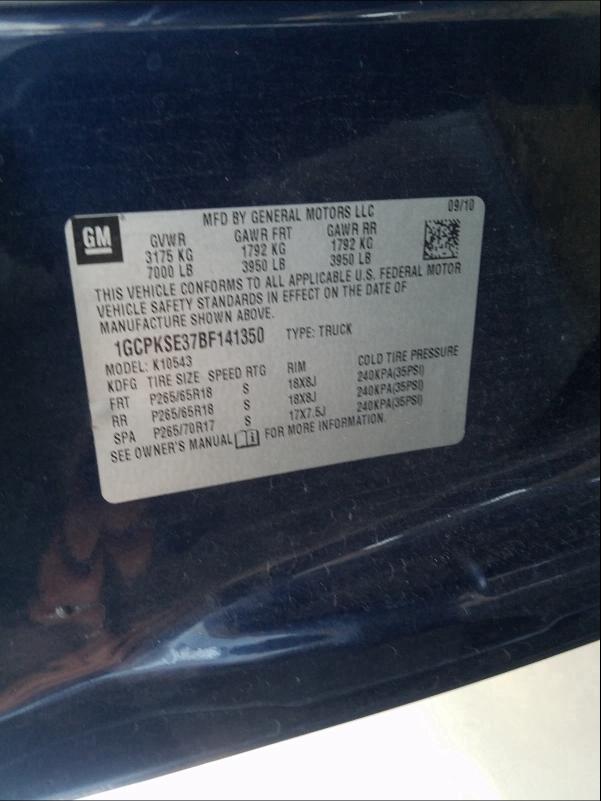 MFD BY GENERAL MOTORS LLC 09/10
GM
GVWR GAWR FRT GAWR RR
3175 KG 1792 KG 1792 KG
7000 LB 3950 LB 3950 LB
THIS VEHICLE CONFORMS TO ALL APPLICABLE U.S. FEDERAL MOTOR
VEHICLE SAFETY STANDARDS IN EFFECT ON THE DATE OF
MANUFACTURE SHOWN ABOVE.
1GCPKSE37BF141350 TYPE: TRUCK
MODEL: K10543
KDFG TIRE SIZE SPEED RTG RIM COLD TIRE PRESSURE
FRT P265/65R18 S 18X8J 240KPA(35PSI)
RR P265/65R18 S 18X8J 240KPA(35PSI)
SPA P265/70R17 S 17X7.5J 240KPA(35PSI)
SEE OWNER'S MANUAL FOR MORE INFORMATION.